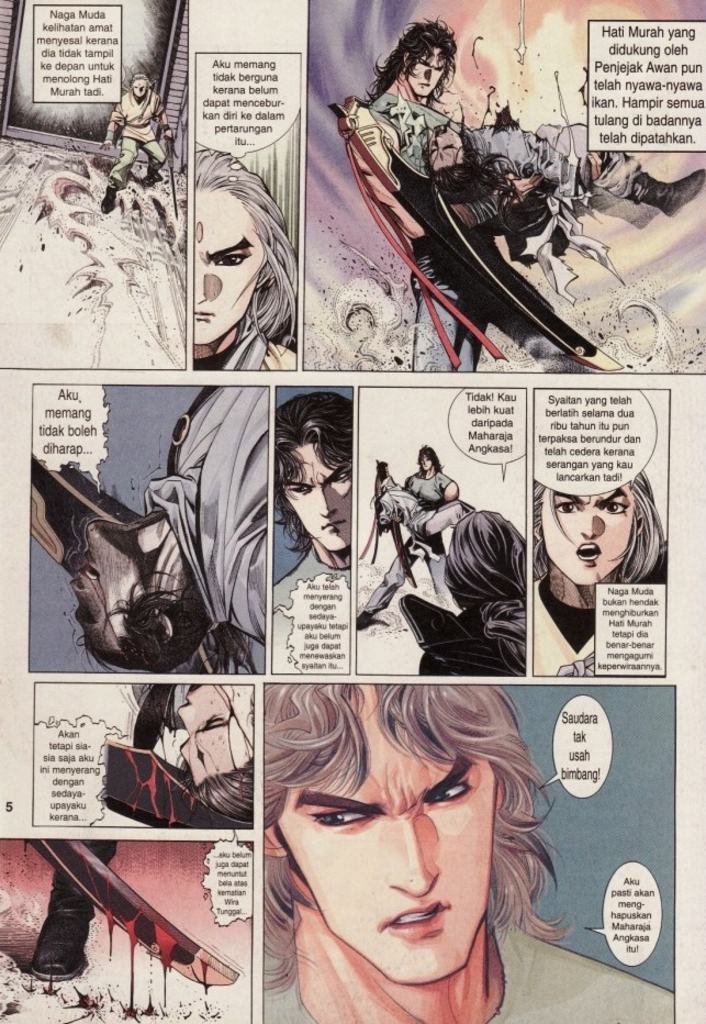 Naga Muda
kelihatan amat
menyesal kerana
dia tidak tampil
ke depan untuk
menolong Hati
Murah tadi.
Aku memang
tidak berguna
kerana belum
dapat mencebur-
kan diri ke dalam
pertarungan
itu...
Hati Murah yang
didukung oleh
Penjejak Awan pun
telah nyawa-nyawa
ikan. Hampir semua
tulang di badannya
telah dipatahkan.
Aku
memang
tidak boleh
diharap...
Aku telah
menyerang
dengan
sedaya-
upayaku tetapi
aku belum
juga dapat
menewaskan
syaitan itu...
Tidak! Kau
lebih kuat
daripada
Maharaja
Angkasa!
Syaitan yang telah
berlatih selama dua
ribu tahun itu pun
terpaksa berundur dan
telah cedera kerana
serangan yang kau
lancarkan tadi!
Naga Muda
bukan hendak
menghiburkan
Hati Murah
tetapi dia
benar-benar
mengagumi
keperwiraannya.
Akan
tetapi sia-
sia saja aku
ini menyerang
dengan
sedaya-
upayaku
kerana...
...aku belum
juga dapat
menuntut
bela atas
kematian
Wira
Tunggal...
Saudara
tak
usah
bimbang!
Aku
pasti akan
meng-
hapuskan
Maharaja
Angkasa
itu!
5